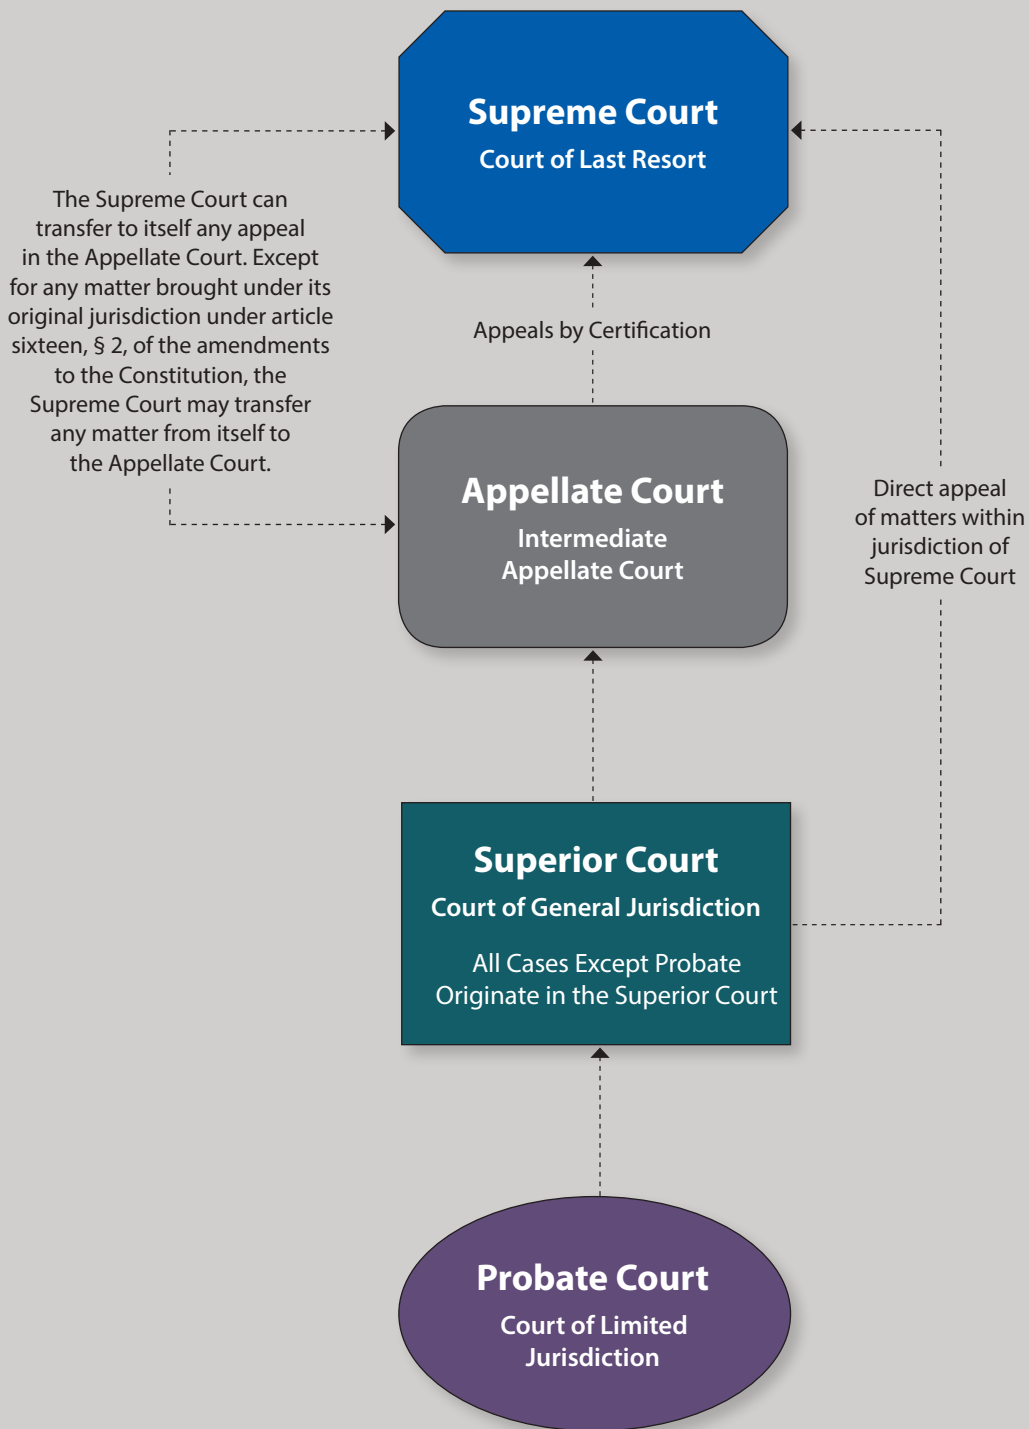 Supreme Court
Court of Last Resort
The Supreme Court can
transfer to itself any appeal
in the Appellate Court. Except
for any matter brought under its
original jurisdiction under article
sixteen, § 2, of the amendments
to the Constitution, the
Supreme Court may transfer
any matter from itself to
the Appellate Court.
Appeals by Certification
Appellate Court
Intermediate
Appellate Court
Direct appeal
of matters within
jurisdiction of
Supreme Court
Superior Court
Court of General Jurisdiction
All Cases Except Probate
Originate in the Superior Court
Probate Court
Court of Limited
Jurisdiction